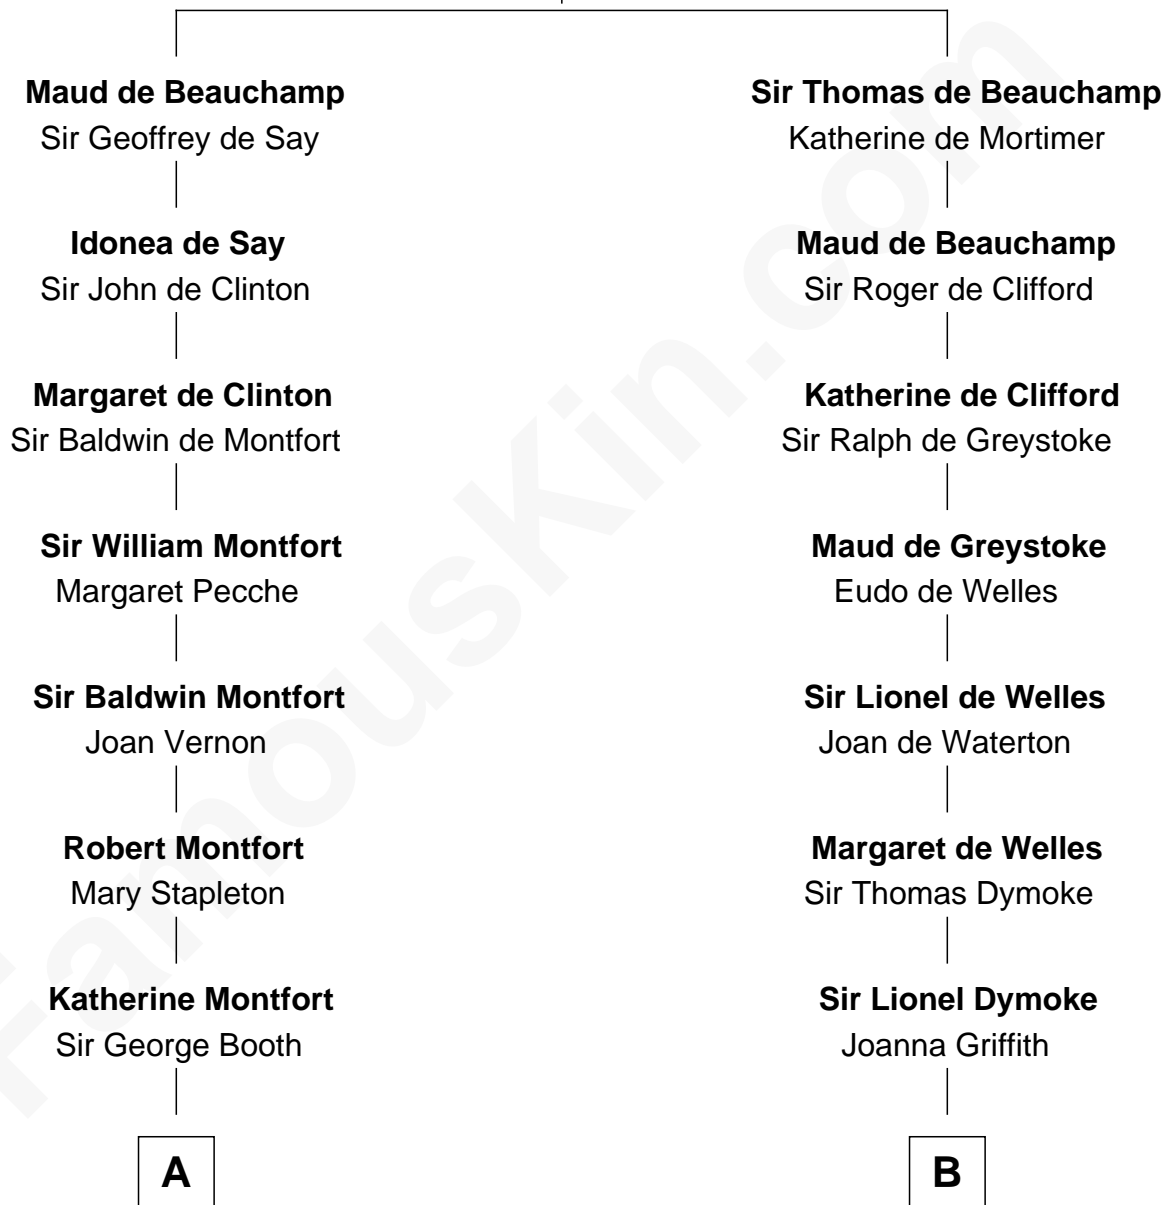 Maud de Beauchamp
Sir Geoffrey de Say
Idonea de Say
Sir John de Clinton
Margaret de Clinton
Sir Baldwin de Montfort
Sir William Montfort
Margaret Pecche
Sir Baldwin Montfort
Joan Vernon
Robert Montfort
Mary Stapleton
Katherine Montfort
Sir George Booth
A
Sir Thomas de Beauchamp
Katherine de Mortimer
Maud de Beauchamp
Sir Roger de Clifford
Katherine de Clifford
Sir Ralph de Greystoke
Maud de Greystoke
Eudo de Welles
Sir Lionel de Welles
Joan de Waterton
Margaret de Welles
Sir Thomas Dymoke
Sir Lionel Dymoke
Joanna Griffith
B
FamousKin.com